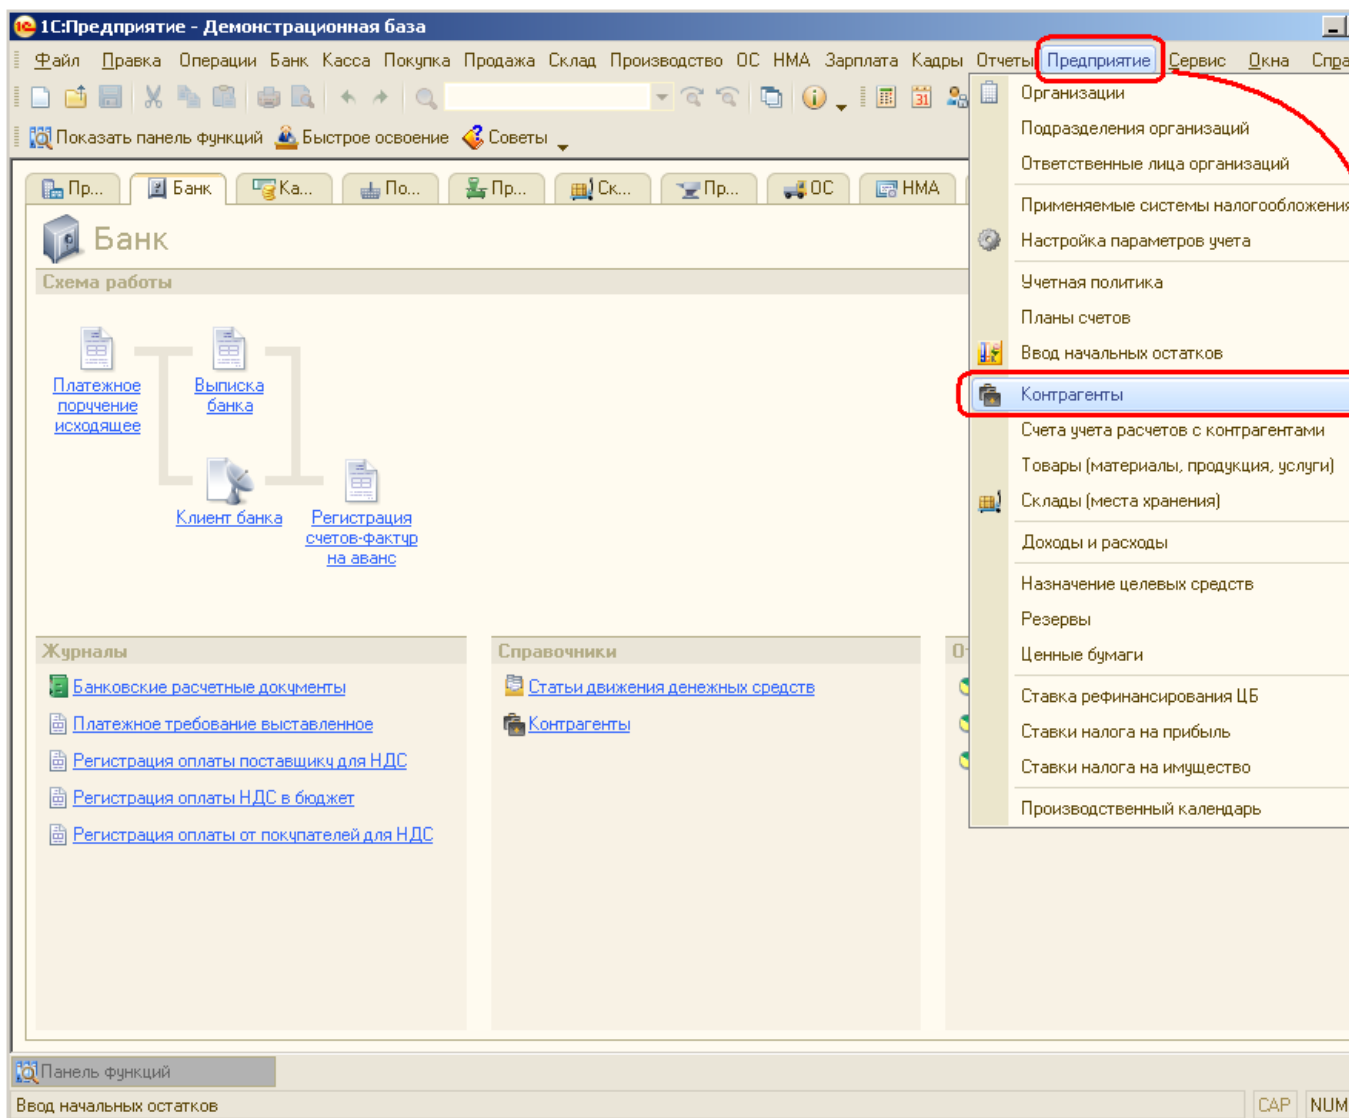 1С:Предприятие - Демонстрационная база
Файл Правка Операции Банк Касса Покупка Продажа Склад Производство ОС НМА Зарплата Кадры Отчеты Предприятие Сервис Окна Спра
31
Показать панель функций Быстрое освоение Советы
Пр... Банк Ка... По... Пр... Ск... Пр... ОС НМА
Банк
Схема работы
Платежное
поручение
исходящее
Выписка
банка
Клиент банка
Регистрация
счетов-фактур
на аванс
Журналы
Банковские расчетные документы
Платежное требование выставленное
Регистрация оплаты поставщику для НДС
Регистрация оплаты НДС в бюджет
Регистрация оплаты от покупателей для НДС
Справочники
Статьи движения денежных средств
Контрагенты
Организации
Подразделения организаций
Ответственные лица организаций
Применяемые системы налогообложения
Настройка параметров учета
Учетная политика
Планы счетов
Ввод начальных остатков
Контрагенты
Счета учета расчетов с контрагентами
Товары (материалы, продукция, услуги)
Склады (места хранения)
Доходы и расходы
Назначение целевых средств
Резервы
Ценные бумаги
Ставка рефинансирования ЦБ
Ставки налога на прибыль
Ставки налога на имущество
Производственный календарь
Панель функций
Ввод начальных остатков
CAP NUM